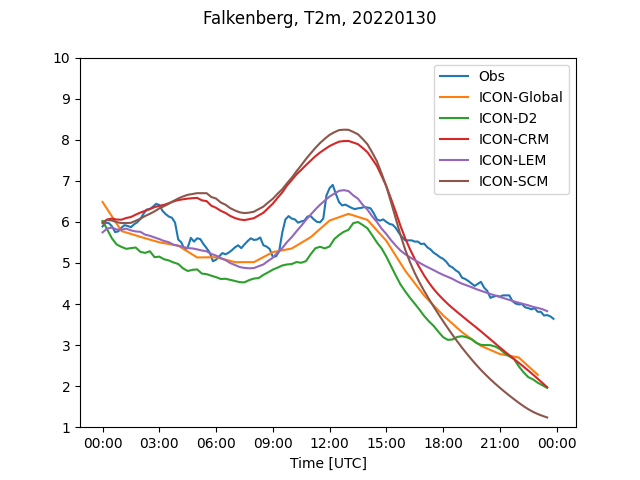 Falkenberg, T2m, 20220130
10
9
8
7
6
5
4
3
2
1
Obs
ICON-Global
ICON-D2
ICON-CRM
ICON-LEM
ICON-SCM
00:00 03:00 06:00 09:00 12:00 15:00 18:00 21:00 00:00
Time [UTC]